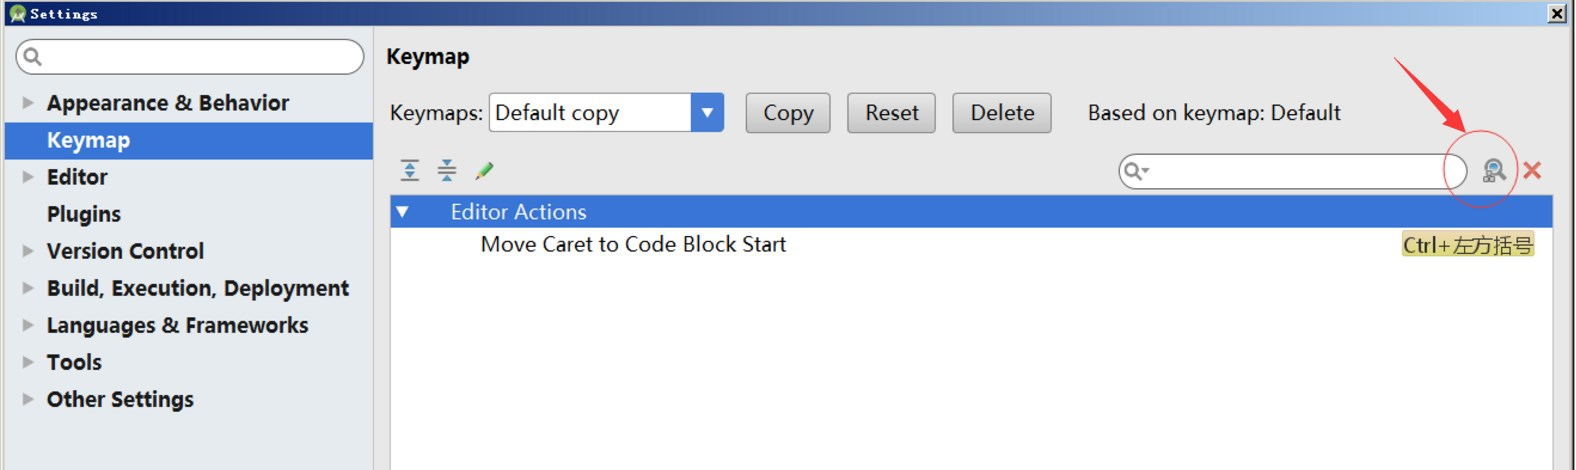 Settings
Keymap
Keymaps: Default copy Copy Reset Delete Based on keymap: Default
Appearance & Behavior
Keymap
Editor
Plugins
Version Control
Build, Execution, Deployment
Languages & Frameworks
Tools
Other Settings
Editor Actions
Move Caret to Code Block Start Ctrl+左方括号